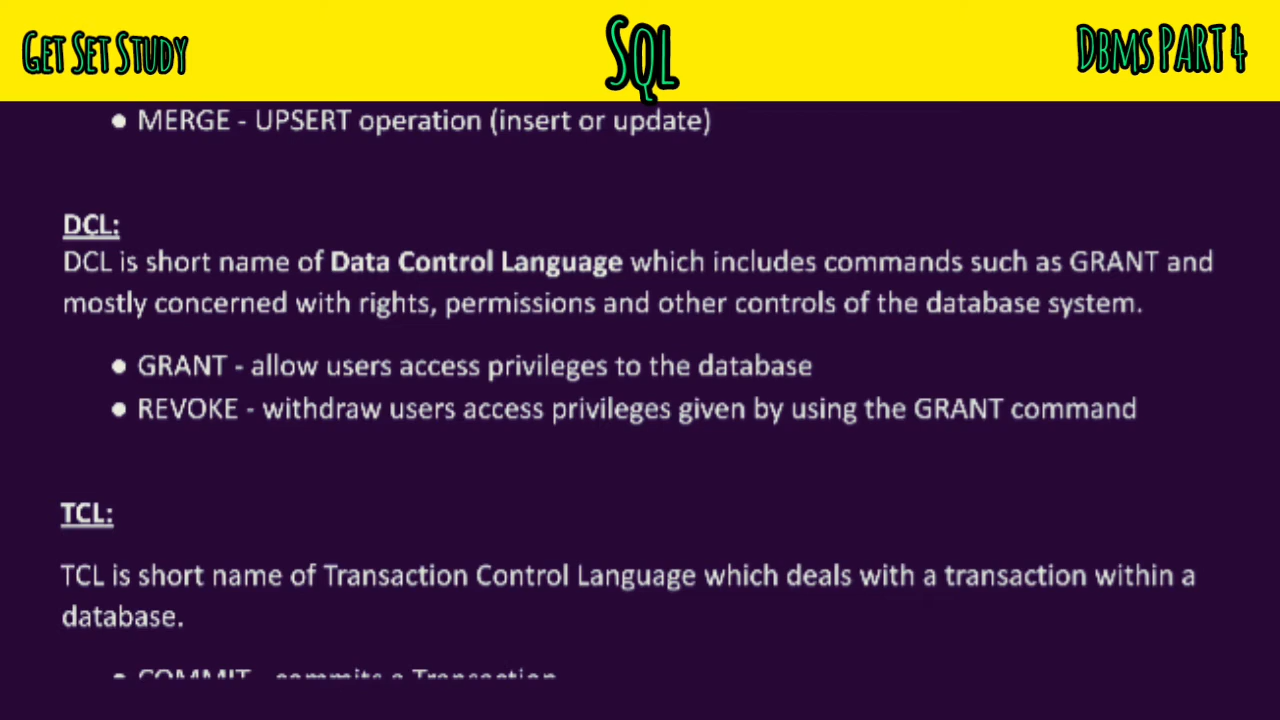 Get Set Study
Sql
Dbms PART 4
● MERGE - UPSERT operation (insert or update)
DCL:
DCL is short name of Data Control Language which includes commands such as GRANT and
mostly concerned with rights, permissions and other controls of the database system.
● GRANT - allow users access privileges to the database
● REVOKE - withdraw users access privileges given by using the GRANT command
TCL:
TCL is short name of Transaction Control Language which deals with a transaction within a
database.
● COMMIT - commits a Transaction